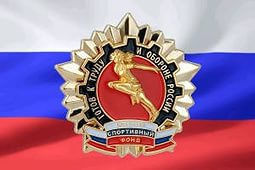 ГОТОВ К ТРУДУ И ОБОРОНЕ РОССИИ
СПОРТИВНЫЙ
ФОНД